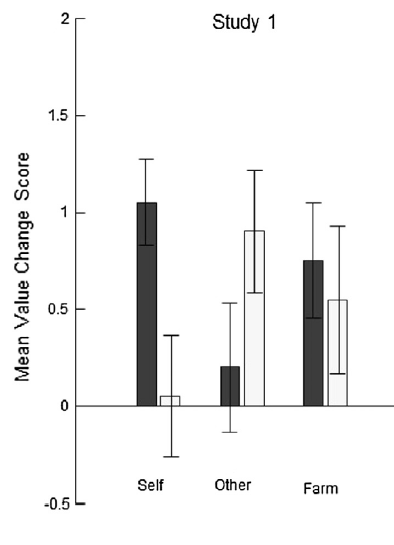 Study 1
Mean Value Change Score
2
1.5
1
0.5
0
-0.5
Self
Other
Farm